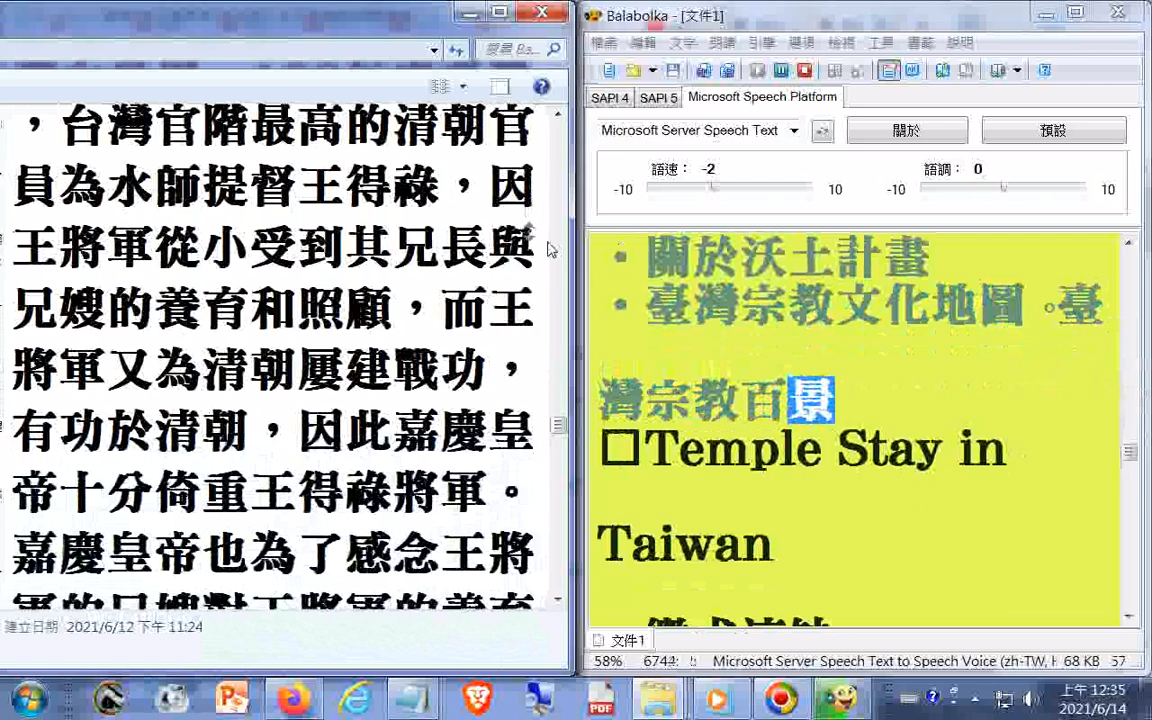 ，台灣官階最高的清朝官
員為水師提督王得祿，因
王將軍從小受到其兄長與
兄嫂的養育和照顧，而王
將軍又為清朝屢建戰功，
有功於清朝，因此嘉慶皇
帝十分倚重王得祿將軍。
嘉慶皇帝也為了感念王將
建立日期 2021/6/12 下午 11:24
Balabolka - [文件1]
檔案 編輯 文字 朗讀 引擎 選項 檢視 工具 書籤 說明
SAPI 4 SAPI 5 Microsoft Speech Platform
Microsoft Server Speech Text 關於 預設
語速： -2 語調： 0
-10 10 -10 10
• 關於沃土計畫
• 臺灣宗教文化地圖。臺
灣宗教百景
□Temple Stay in
Taiwan
文件1
58% Microsoft Server Speech Text to Speech Voice (zh-TW, 68 KB 57
PDF
上午 12:35
2021/6/14